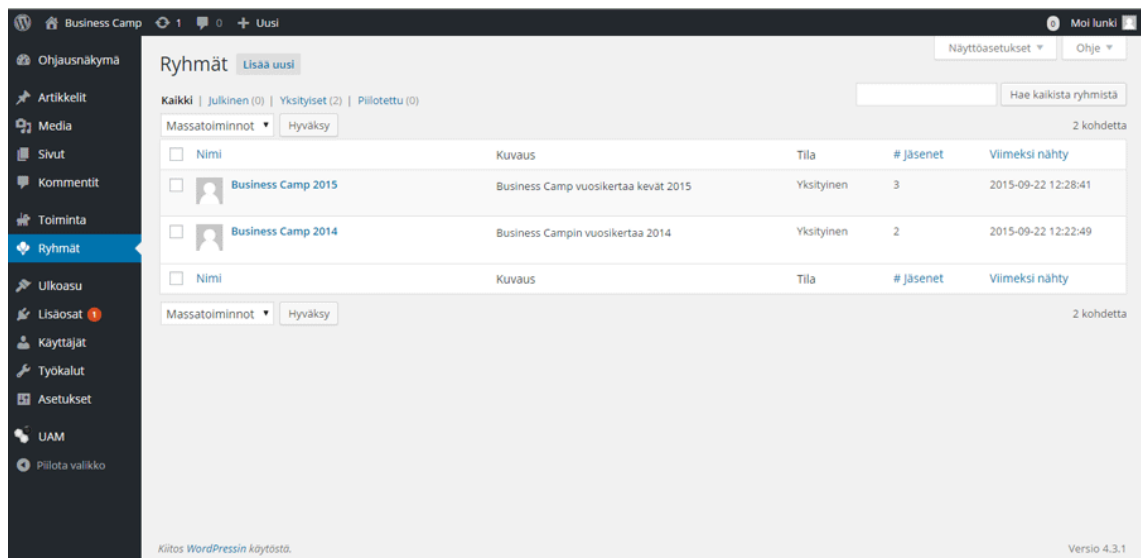 Business Camp 1 0 + Uusi 0 Moi lunki
Näyttöasetukset ▼ Ohje ▼
Ohjausnäkymä
Artikkelit
Media
Sivut
Kommentit
Toiminta
Ryhmät
Ulkoasu
Lisäosat 1
Käyttäjät
Työkalut
Asetukset
UAM
Piilota valikko
Ryhmät Lisää uusi
Kaikki | Julkinen (0) | Yksityiset (2) | Piilotettu (0)
Hae kaikista ryhmistä
Massatoiminnot ▼ Hyväksy 2 kohdetta
Nimi Kuvaus Tila # Jäsenet Viimeksi nähty
Business Camp 2015 Business Camp vuosikertaa kevät 2015 Yksityinen 3 2015-09-22 12:28:41
Business Camp 2014 Business Campin vuosikertaa 2014 Yksityinen 2 2015-09-22 12:22:49
Nimi Kuvaus Tila # Jäsenet Viimeksi nähty
Massatoiminnot ▼ Hyväksy 2 kohdetta
Kiitos WordPressin käytöstä. Versio 4.3.1